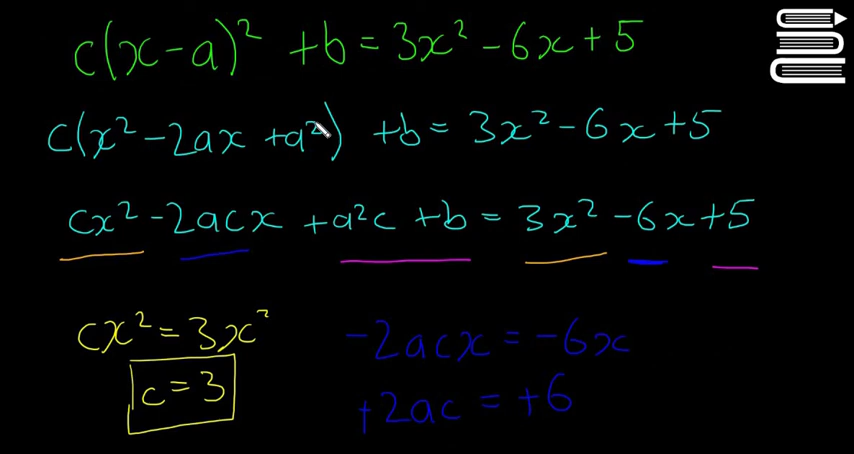 c(x-a)² +b = 3x² - 6x + 5
c(x² - 2ax + a²) +b = 3x² - 6x + 5
cx² - 2acx + a²c + b = 3x² - 6x + 5
cx² = 3x²
c = 3
-2acx = -6x
+2ac = +6